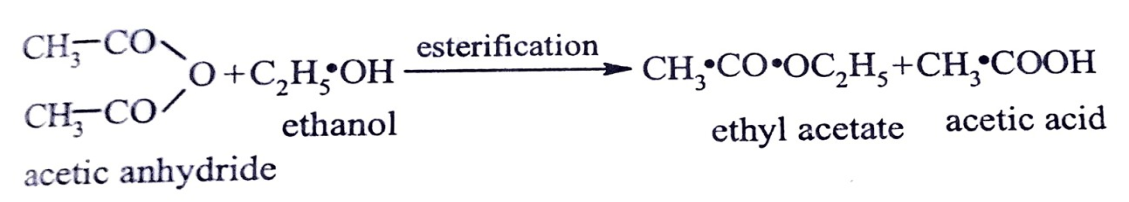 CH₃—CO
esterification
O + C₂H₅•OH → CH₃•CO•OC₂H₅ + CH₃•COOH
CH₃—CO
ethanol
ethyl acetate
acetic acid
acetic anhydride